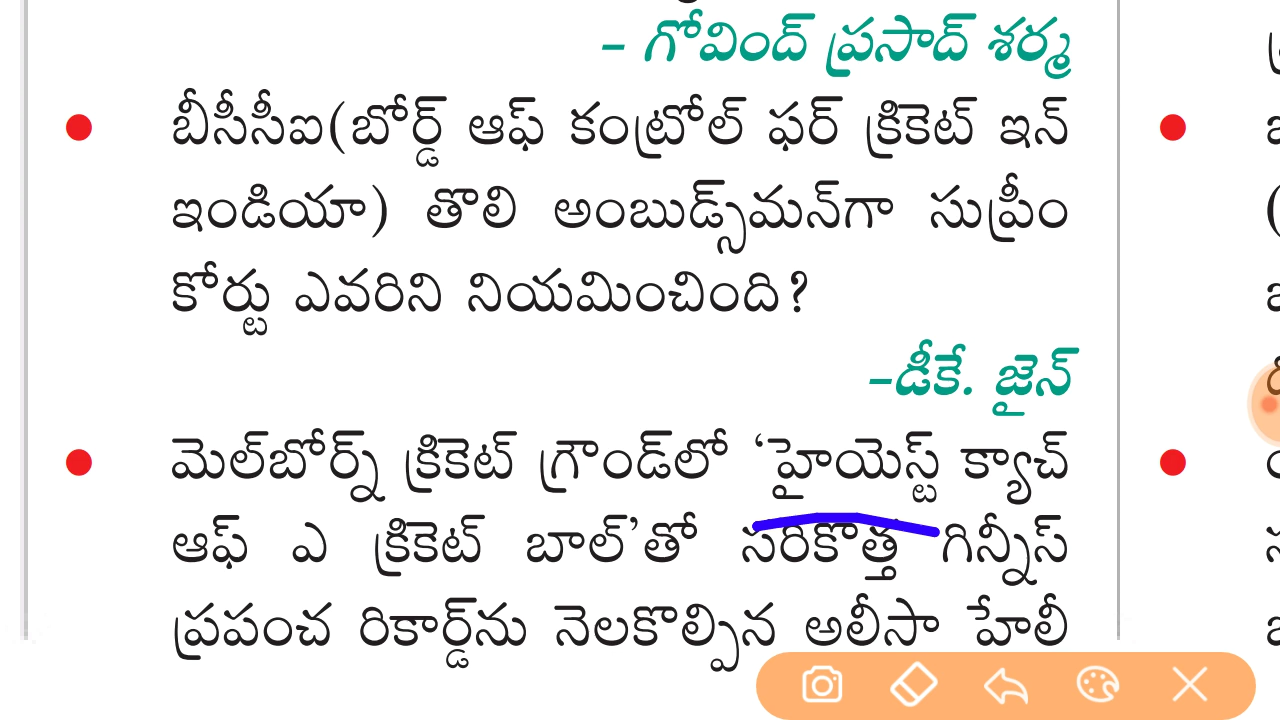 - గోవింద్ ప్రసాద్ శర్మ
బీసీసీఐ(బోర్డ్ ఆఫ్ కంట్రోల్ ఫర్ క్రికెట్ ఇన్
ఇండియా) తొలి అంబుడ్స్‌మన్‌గా సుప్రీం
కోర్టు ఎవరిని నియమించింది?
-డీకే. జైన్
మెల్‌బోర్న్ క్రికెట్ గ్రౌండ్‌లో ‘హైయెస్ట్ క్యాచ్
ఆఫ్ ఎ క్రికెట్ బాల్’తో సరికొత్త గిన్నీస్
ప్రపంచ రికార్డ్‌ను నెలకొల్పిన అలీసా హేలీ